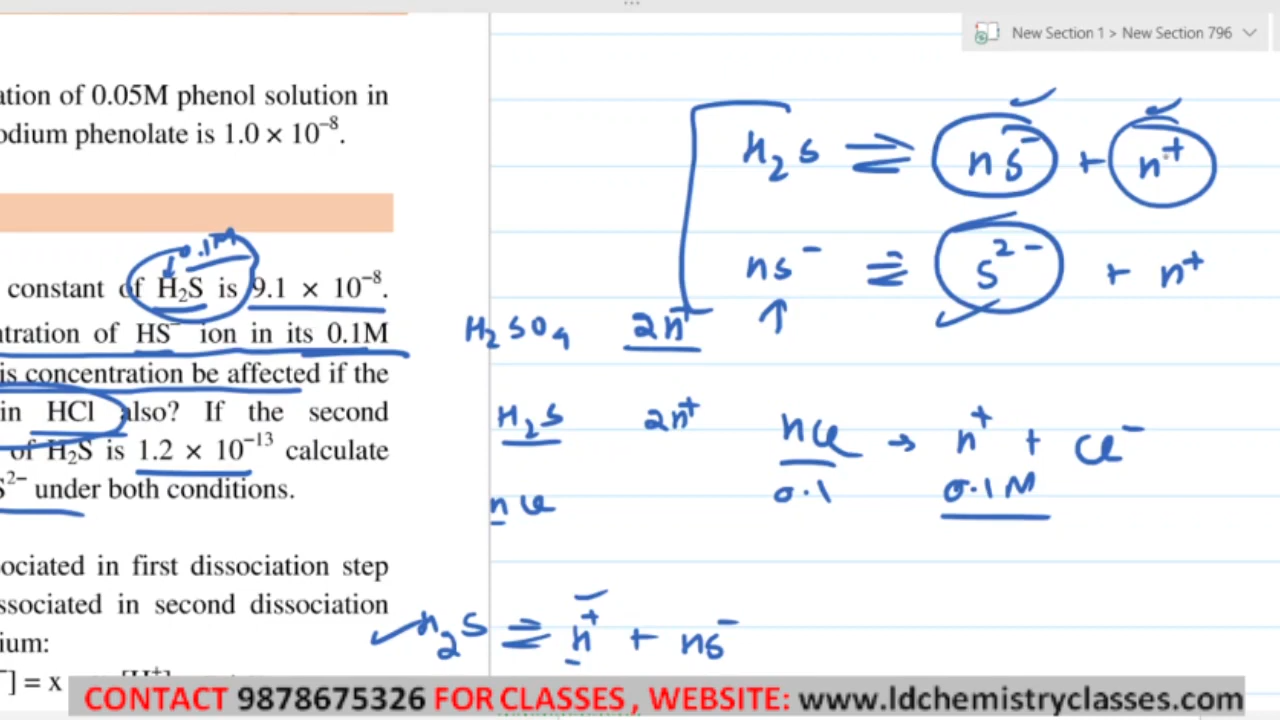 New Section 1 > New Section 796
ation of 0.05M phenol solution in
odium phenolate is 1.0 × 10⁻⁸.
0.1M
constant of H₂S is 9.1 × 10⁻⁸.
ntration of HS⁻ ion in its 0.1M
is concentration be affected if the
in HCl also? If the second
of H₂S is 1.2 × 10⁻¹³ calculate
S²⁻ under both conditions.
ociated in first dissociation step
issociated in second dissociation
ium:
⁻] = x
H₂S ⇌ HS⁻ + H⁺
HS⁻ ⇌ S²⁻ + H⁺
H₂SO₄ 2H⁺
H₂S 2H⁺
HCl → H⁺ + Cl⁻
0.1 0.1M
HCl
H₂S ⇌ H⁺ + HS⁻
CONTACT 9878675326 FOR CLASSES , WEBSITE: www.ldchemistryclasses.com